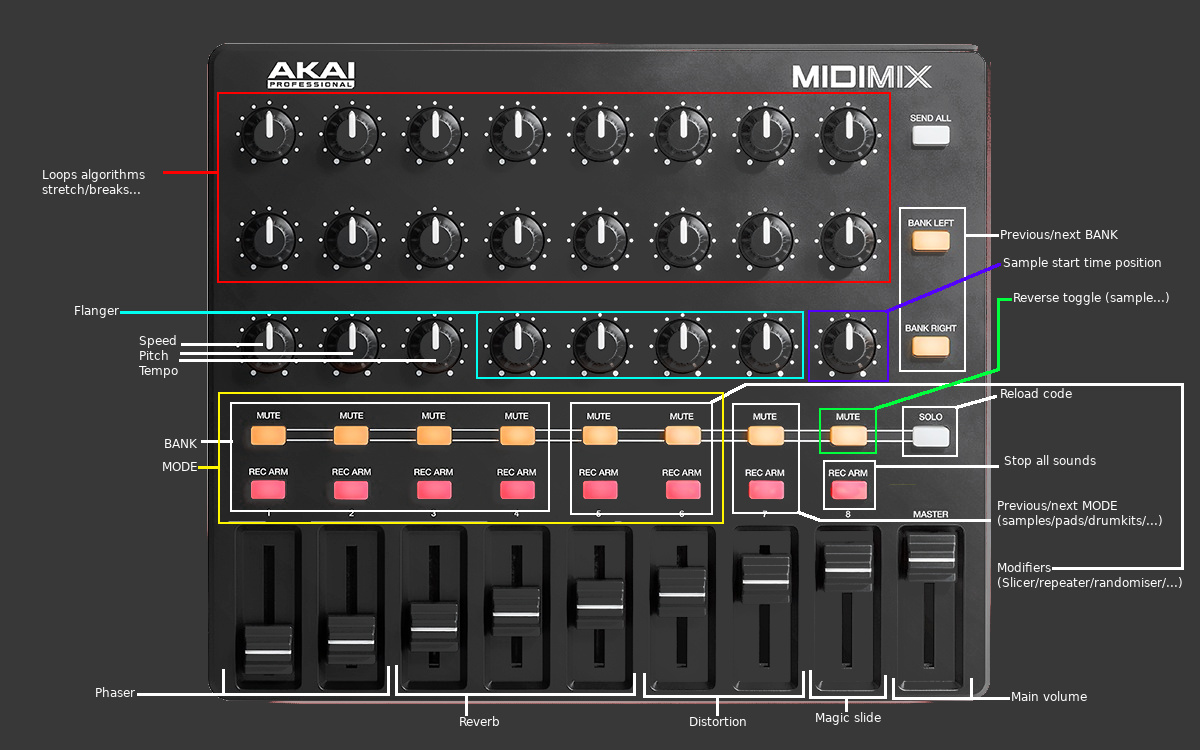 AKAI
PROFESSIONAL
MIDIMIX
SEND ALL
Loops algorithms
stretch/breaks...
BANK LEFT
Previous/next BANK
Sample start time position
Reverse toggle (sample...)
Flanger
BANK RIGHT
Speed
Pitch
Tempo
Reload code
MUTE MUTE MUTE MUTE MUTE MUTE MUTE MUTE SOLO
BANK
MODE
Stop all sounds
REC ARM REC ARM REC ARM REC ARM REC ARM REC ARM REC ARM REC ARM
Previous/next MODE
(samples/pads/drumkits/...)
1 2 3 4 5 6 7 8 MASTER
Modifiers
(Slicer/repeater/randomiser/...)
Phaser
Reverb
Distortion
Magic slide
Main volume